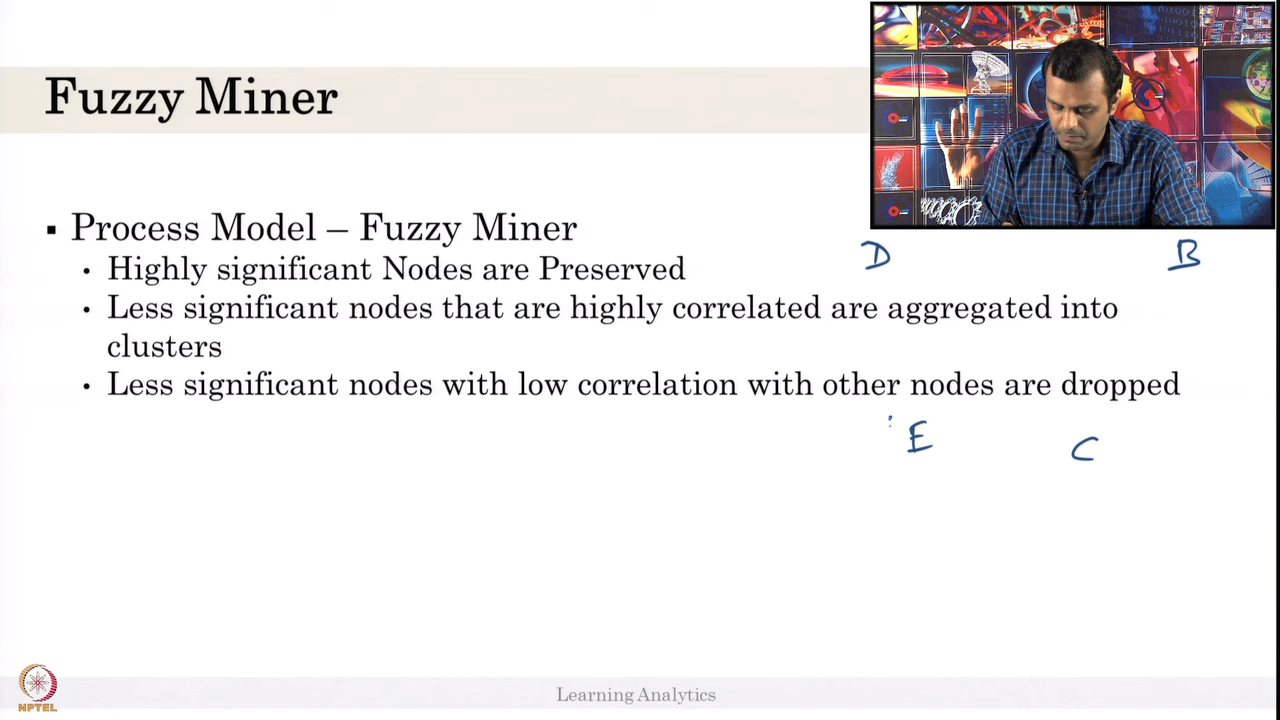 Fuzzy Miner
▪ Process Model – Fuzzy Miner
• Highly significant Nodes are Preserved
D
B
• Less significant nodes that are highly correlated are aggregated into
clusters
• Less significant nodes with low correlation with other nodes are dropped
E
C
NPTEL
Learning Analytics